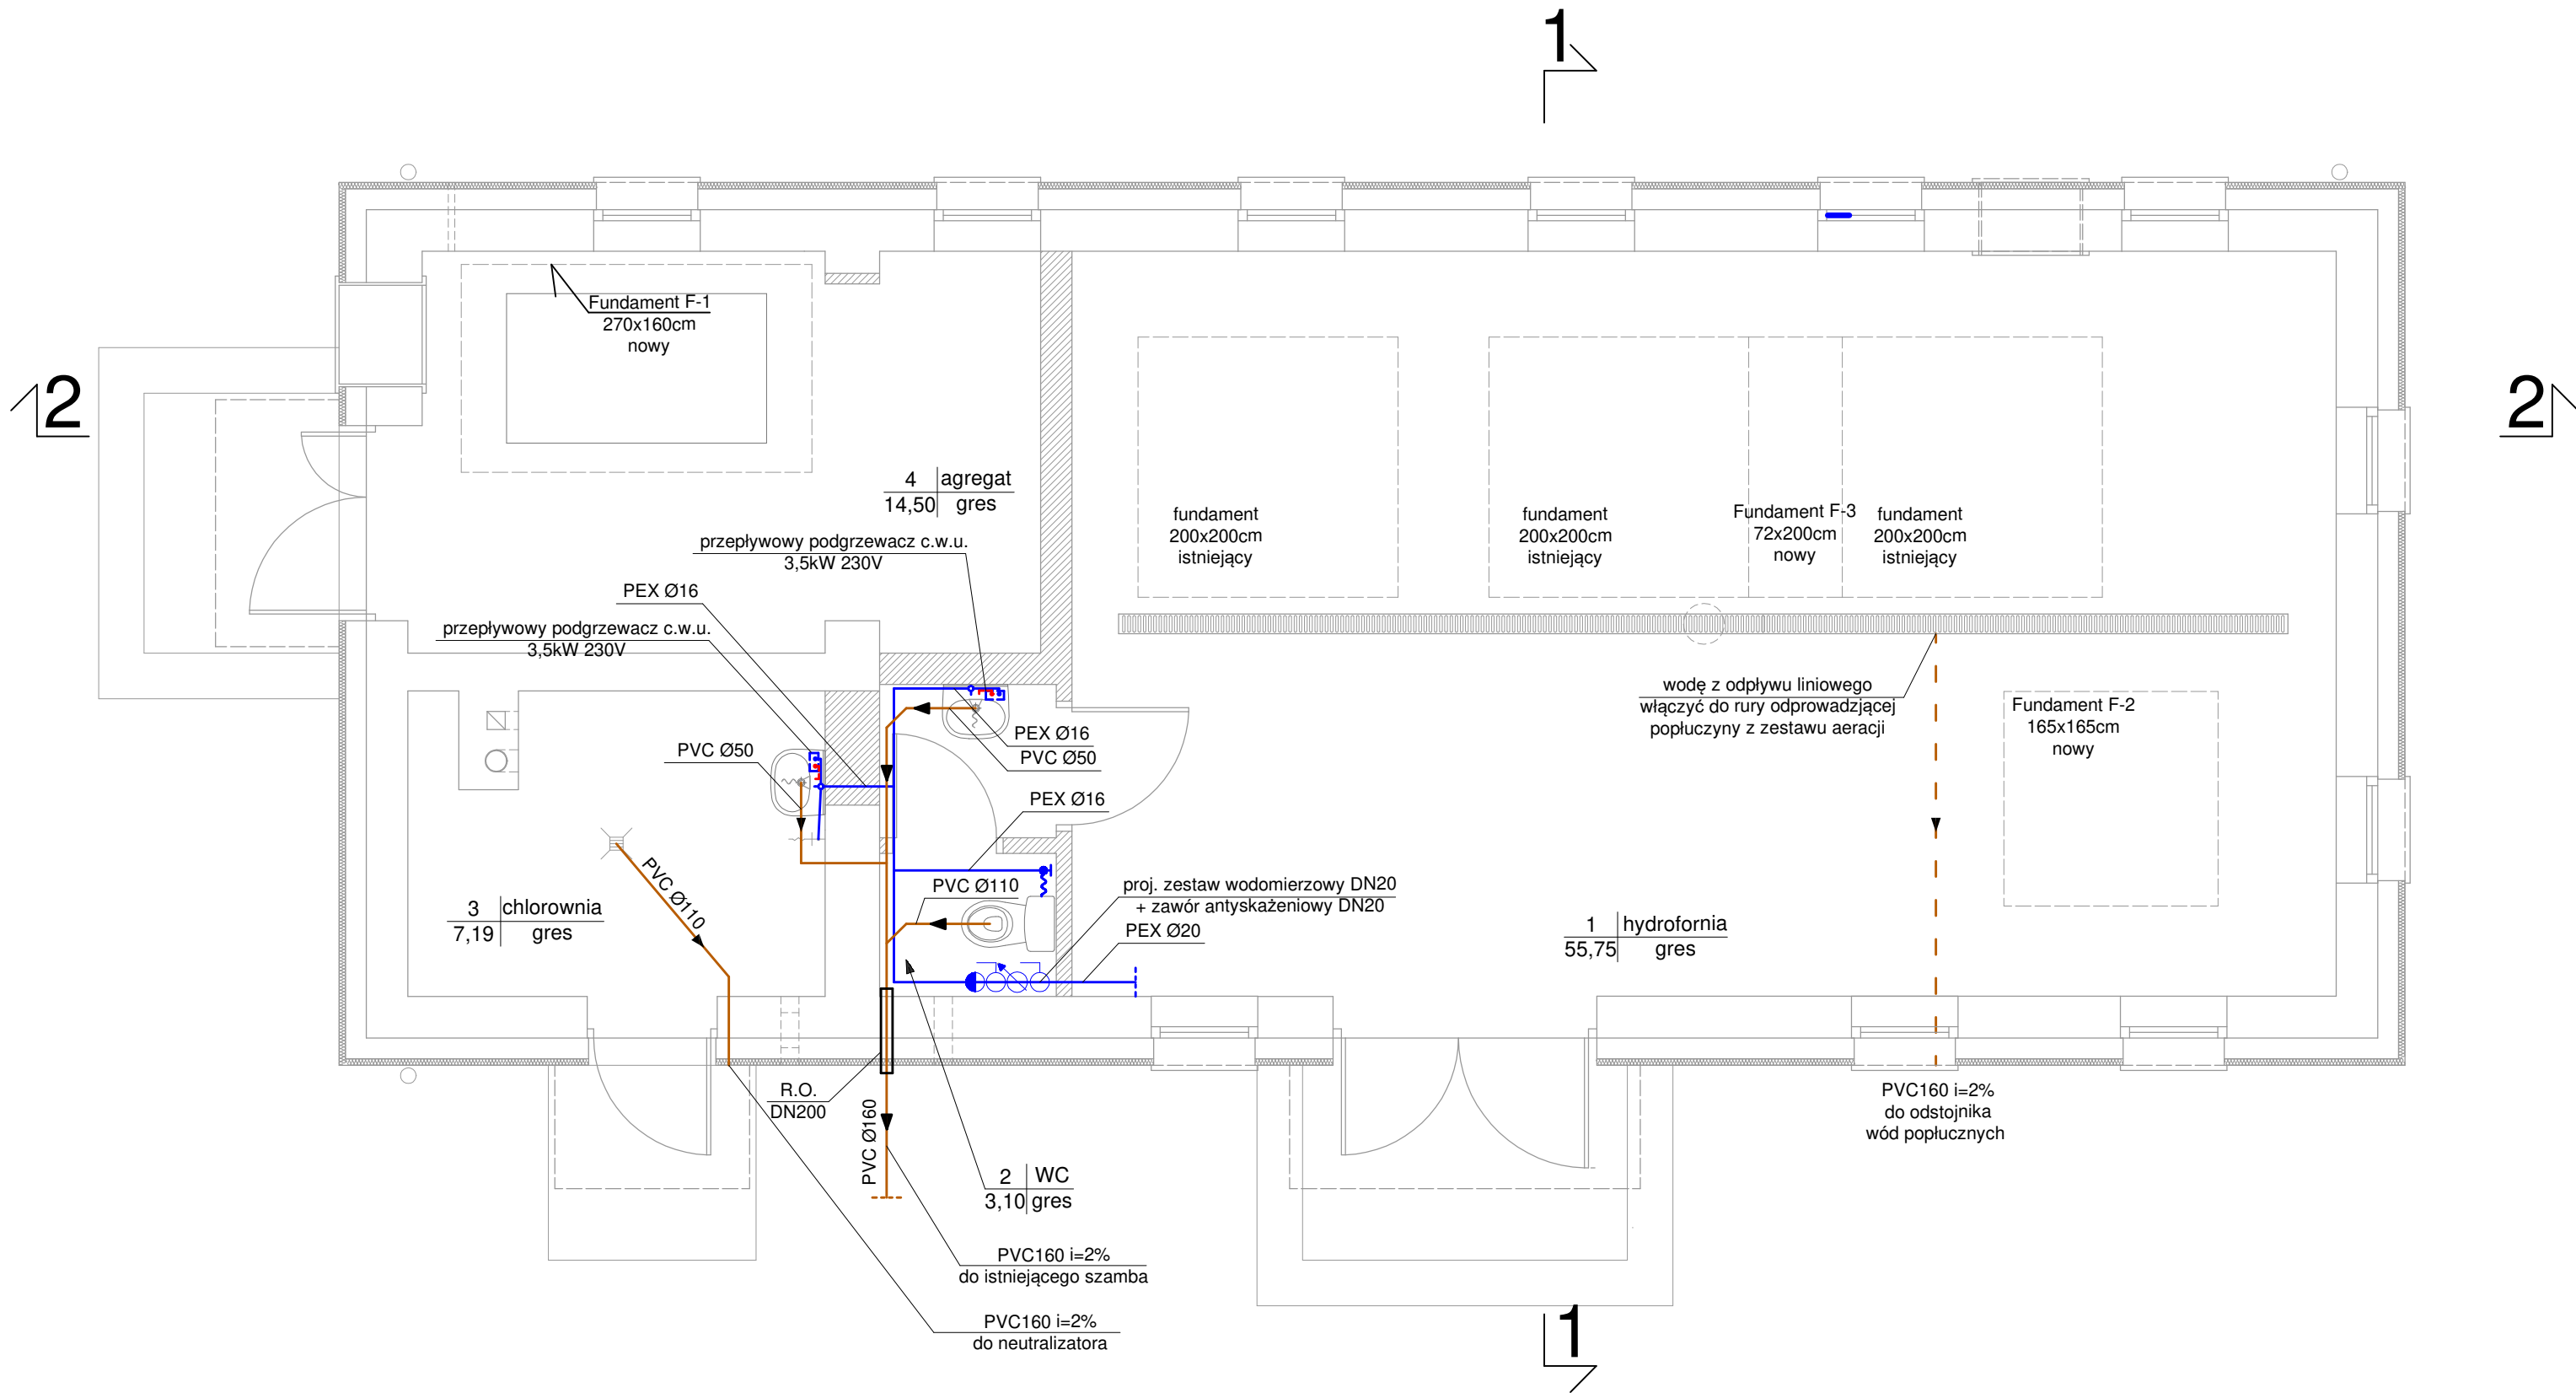 1
Fundament F-1
270x160cm
nowy
2
2
4 agregat
14,50 gres
fundament
200x200cm
istniejący
fundament
200x200cm
istniejący
Fundament F-3
72x200cm
nowy
fundament
200x200cm
istniejący
przepływowy podgrzewacz c.w.u.
3,5kW 230V
PEX Ø16
przepływowy podgrzewacz c.w.u.
3,5kW 230V
wodę z odpływu liniowego
włączyć do rury odprowadzjącej
popłuczyny z zestawu aeracji
Fundament F-2
165x165cm
nowy
PVC Ø50
PEX Ø16
PVC Ø50
PEX Ø16
PVC Ø110
PVC Ø110
proj. zestaw wodomierzowy DN20
+ zawór antyskażeniowy DN20
PEX Ø20
3 chlorownia
7,19 gres
1 hydrofornia
55,75 gres
R.O.
DN200
PVC Ø160
PVC160 i=2%
do odstojnika
wód popłucznych
2 WC
3,10 gres
PVC160 i=2%
do istniejącego szamba
PVC160 i=2%
do neutralizatora
1